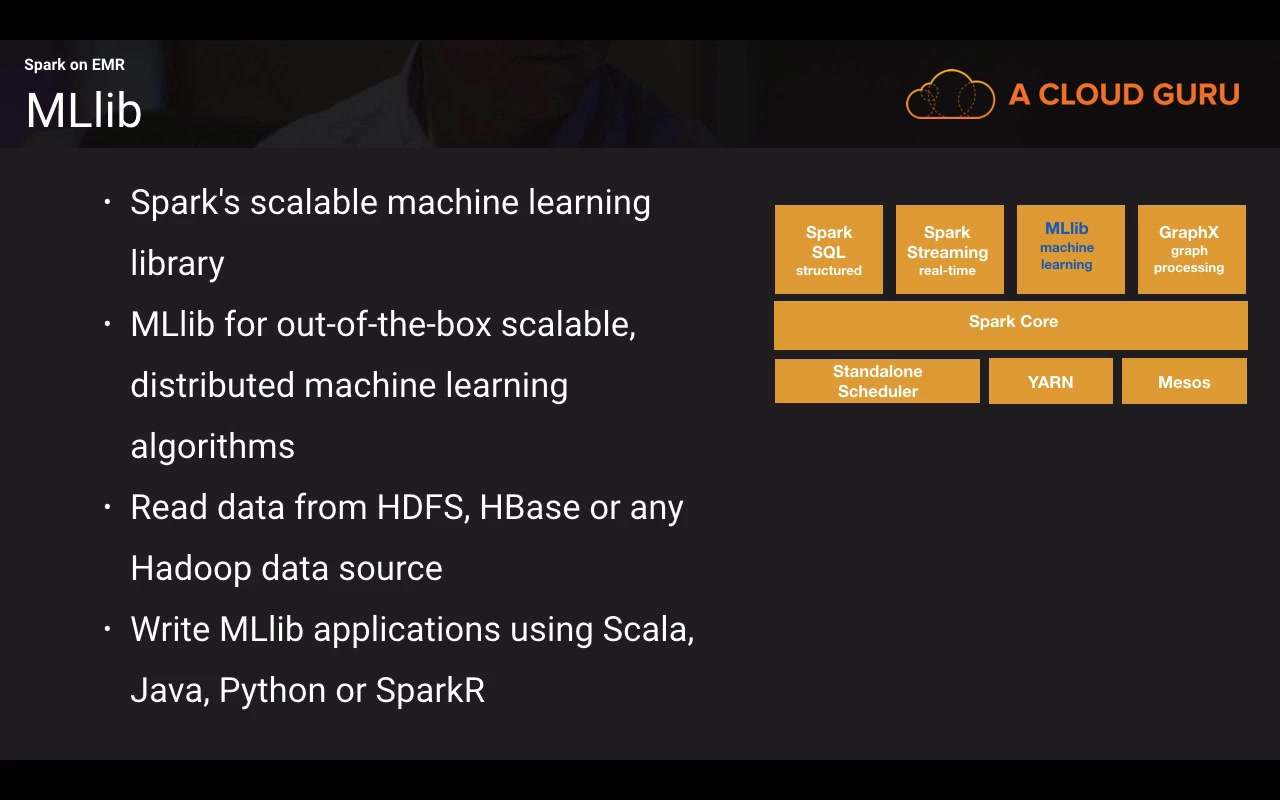 Spark on EMR
MLlib
A CLOUD GURU
• Spark's scalable machine learning
library
• MLlib for out-of-the-box scalable,
distributed machine learning
algorithms
• Read data from HDFS, HBase or any
Hadoop data source
• Write MLlib applications using Scala,
Java, Python or SparkR
Spark
SQL
structured
Spark
Streaming
real-time
MLlib
machine
learning
GraphX
graph
processing
Spark Core
Standalone
Scheduler
YARN
Mesos